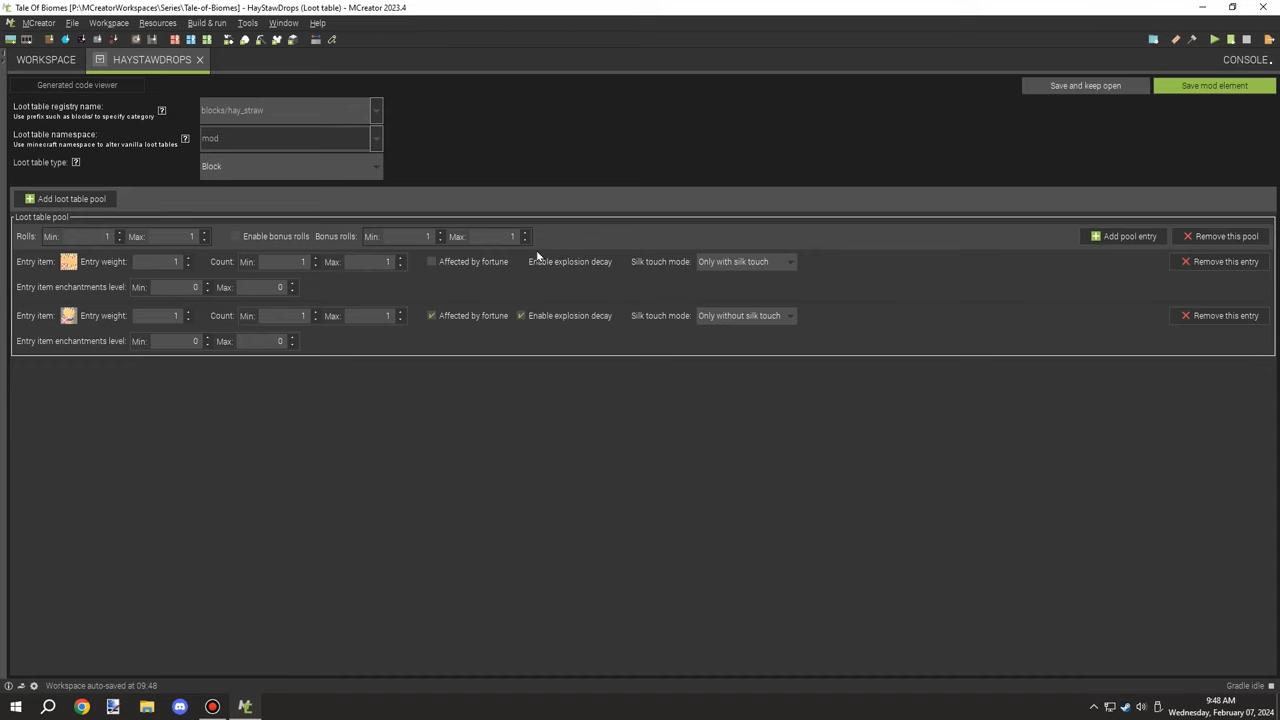 Tale Of Biomes [P:\MCreatorWorkspaces\Series\Tale-of-Biomes] - HayStawDrops (Loot table) - MCreator 2023.4
MCreator File Workspace Resources Build & run Tools Window Help
WORKSPACE HAYSTAWDROPS CONSOLE
Generated code viewer Save and keep open Save mod element
Loot table registry name: ? blocks/hay_straw
Use prefix such as blocks/ to specify category
Loot table namespace: ? mod
Use minecraft namespace to alter vanilla loot tables
Loot table type: ? Block
Add loot table pool
Loot table pool
Rolls: Min: 1 Max: 1 Enable bonus rolls Bonus rolls: Min: 1 Max: 1 Add pool entry Remove this pool
Entry item: Entry weight: 1 Count: Min: 1 Max: 1 Affected by fortune Enable explosion decay Silk touch mode: Only with silk touch Remove this entry
Entry item enchantments level: Min: 0 Max: 0
Entry item: Entry weight: 1 Count: Min: 1 Max: 1 Affected by fortune Enable explosion decay Silk touch mode: Only without silk touch Remove this entry
Entry item enchantments level: Min: 0 Max: 0
Workspace auto-saved at 09:48 Gradle idle
9:48 AM
Wednesday, February 07, 2024